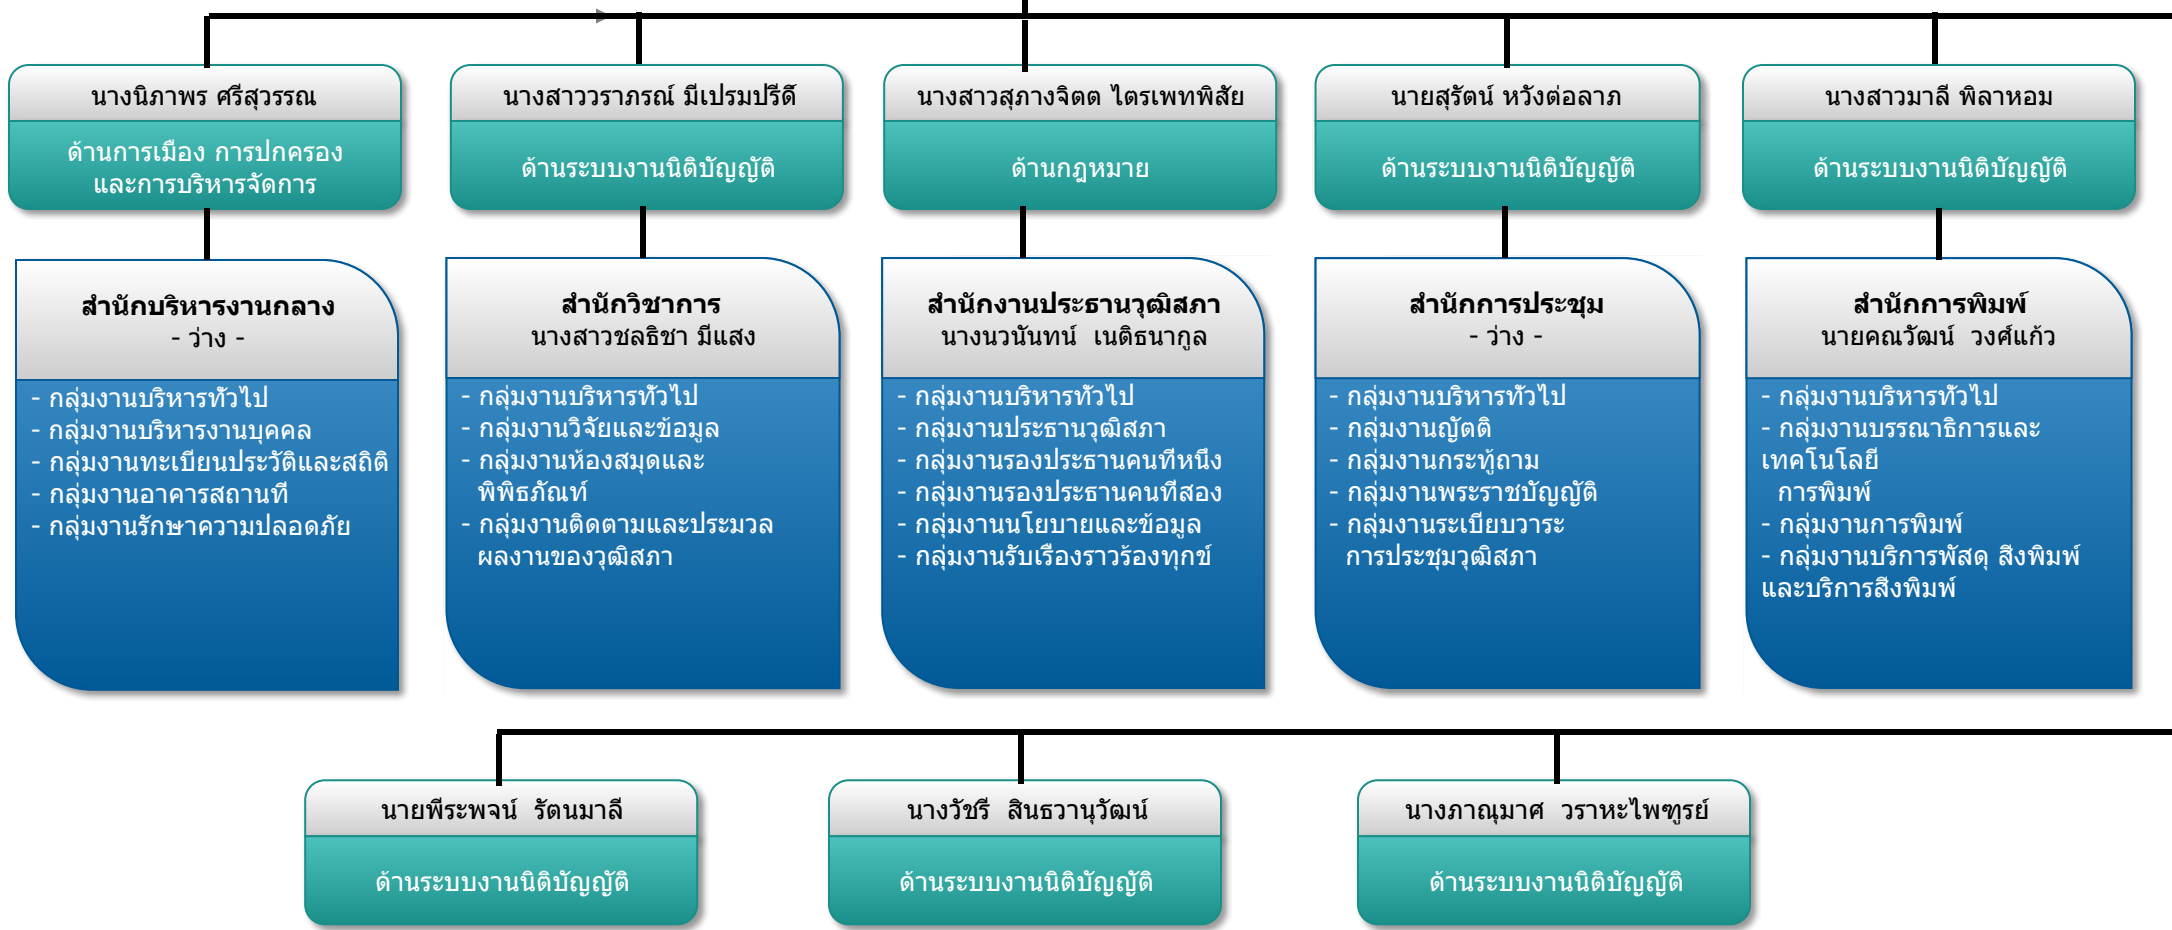 นางนิภาพร ศรีสุวรรณ
ด้านการเมือง การปกครอง
และการบริหารจัดการ
นางสาววราภรณ์ มีเปรมปรีดิ์
ด้านระบบงานนิติบัญญัติ
นางสาวสุภางจิตต ไตรเพทพิสัย
ด้านกฎหมาย
นายสุรัตน์ หวังต่อลาภ
ด้านระบบงานนิติบัญญัติ
นางสาวมาลี พิลาหอม
ด้านระบบงานนิติบัญญัติ
สำนักบริหารงานกลาง
- ว่าง -
- กลุ่มงานบริหารทั่วไป
- กลุ่มงานบริหารงานบุคคล
- กลุ่มงานทะเบียนประวัติและสถิติ
- กลุ่มงานอาคารสถานที่
- กลุ่มงานรักษาความปลอดภัย
สำนักวิชาการ
นางสาวชลธิชา มีแสง
- กลุ่มงานบริหารทั่วไป
- กลุ่มงานวิจัยและข้อมูล
- กลุ่มงานห้องสมุดและ
พิพิธภัณท์
- กลุ่มงานติดตามและประมวล
ผลงานของวุฒิสภา
สำนักงานประธานวุฒิสภา
นางนวนันทน์ เนติธนากูล
- กลุ่มงานบริหารทั่วไป
- กลุ่มงานประธานวุฒิสภา
- กลุ่มงานรองประธานคนที่หนึ่ง
- กลุ่มงานรองประธานคนที่สอง
- กลุ่มงานนโยบายและข้อมูล
- กลุ่มงานรับเรื่องราวร้องทุกข์
สำนักการประชุม
- ว่าง -
- กลุ่มงานบริหารทั่วไป
- กลุ่มงานญัตติ
- กลุ่มงานกระทู้ถาม
- กลุ่มงานพระราชบัญญัติ
- กลุ่มงานระเบียบวาระ
การประชุมวุฒิสภา
สำนักการพิมพ์
นายคณวัฒน์ วงศ์แก้ว
- กลุ่มงานบริหารทั่วไป
- กลุ่มงานบรรณาธิการและ
เทคโนโลยี
การพิมพ์
- กลุ่มงานการพิมพ์
- กลุ่มงานบริการพัสดุ สิ่งพิมพ์
และบริการสิ่งพิมพ์
นายพีระพจน์ รัตนมาลี
ด้านระบบงานนิติบัญญัติ
นางวัชรี สินธวานุวัฒน์
ด้านระบบงานนิติบัญญัติ
นางภาณุมาศ วราหะไพฑูรย์
ด้านระบบงานนิติบัญญัติ